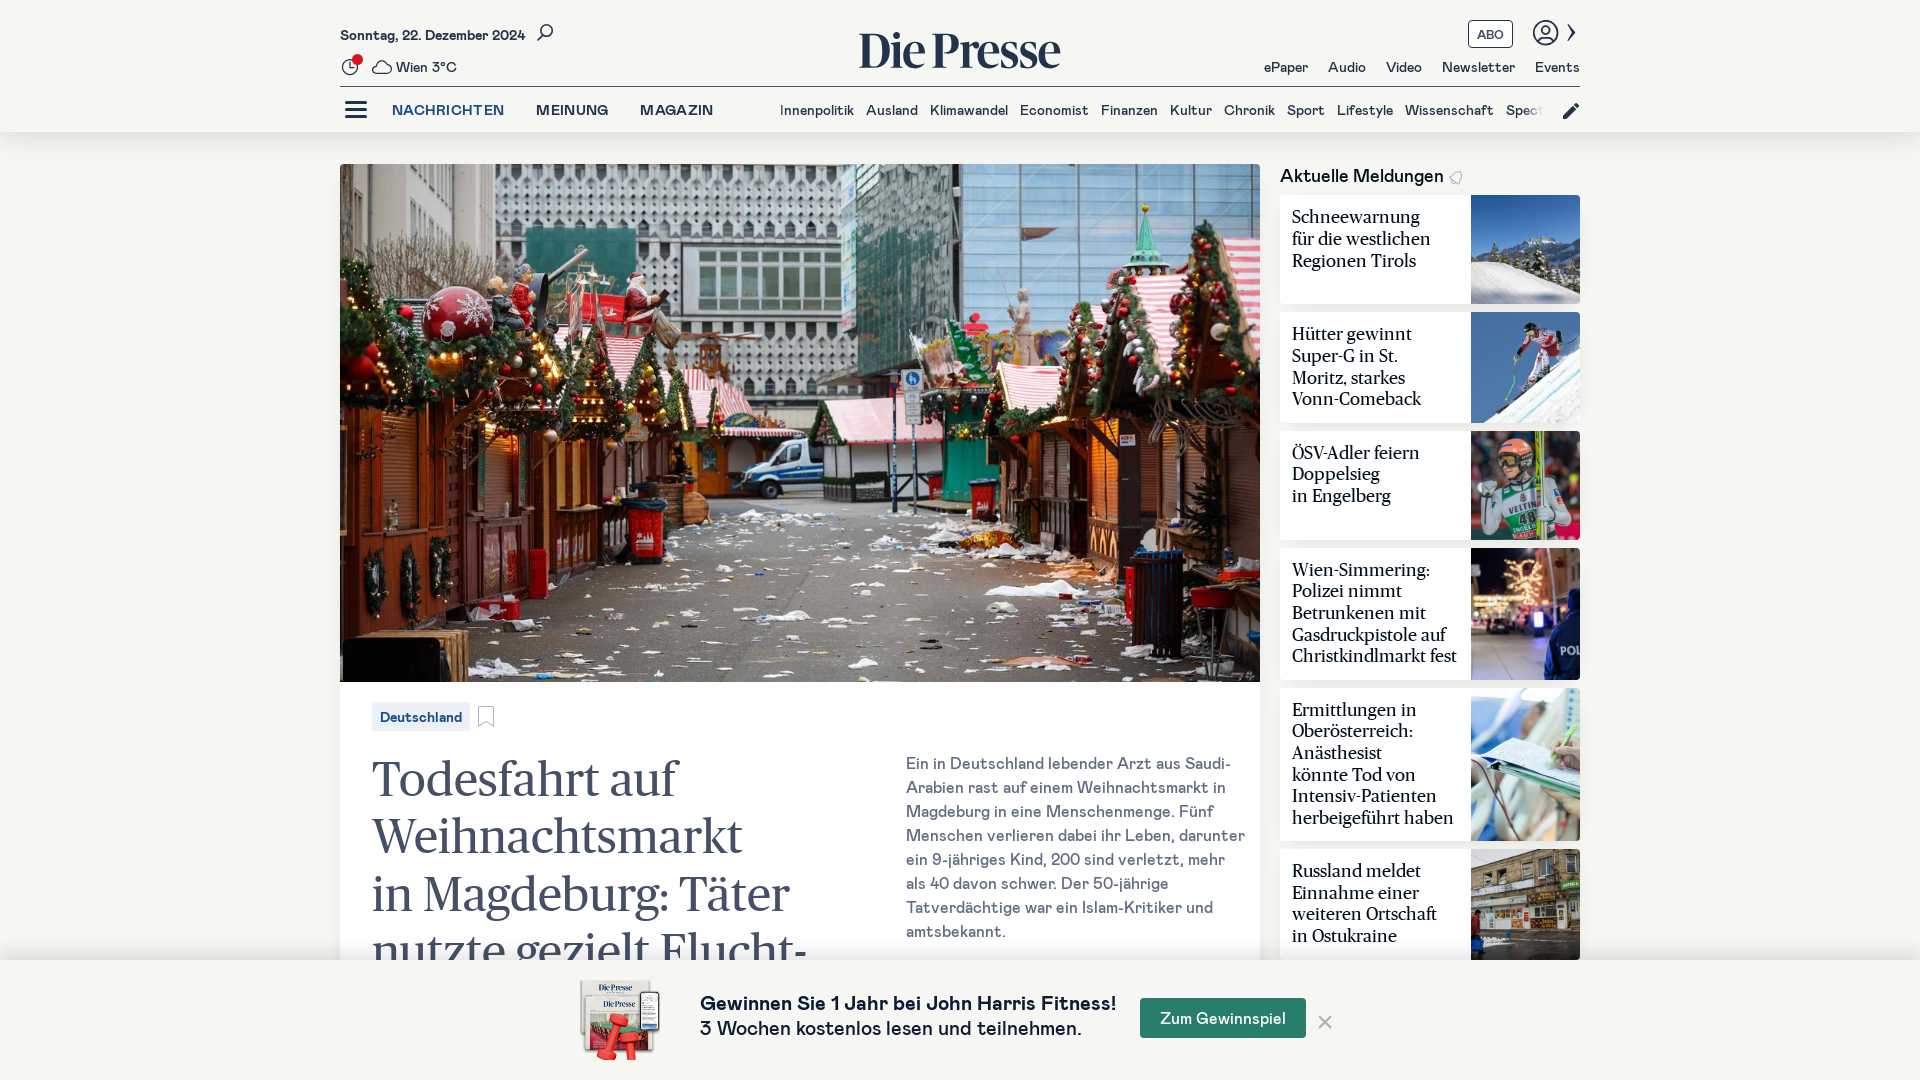 Sonntag, 22. Dezember 2024
Wien 3°C
Die Presse
ABO
ePaper Audio Video Newsletter Events
NACHRICHTEN MEINUNG MAGAZIN
Innenpolitik Ausland Klimawandel Economist Finanzen Kultur Chronik Sport Lifestyle Wissenschaft Spect
Deutschland
Todesfahrt auf
Weihnachtsmarkt
in Magdeburg: Täter
nutzte gezielt Flucht-
Ein in Deutschland lebender Arzt aus Saudi-
Arabien rast auf einem Weihnachtsmarkt in
Magdeburg in eine Menschenmenge. Fünf
Menschen verlieren dabei ihr Leben, darunter
ein 9-jähriges Kind, 200 sind verletzt, mehr
als 40 davon schwer. Der 50-jährige
Tatverdächtige war ein Islam-Kritiker und
amtsbekannt.
Aktuelle Meldungen
Schneewarnung
für die westlichen
Regionen Tirols
Hütter gewinnt
Super-G in St.
Moritz, starkes
Vonn-Comeback
ÖSV-Adler feiern
Doppelsieg
in Engelberg
VELTINS
48
Wien-Simmering:
Polizei nimmt
Betrunkenen mit
Gasdruckpistole auf
Christkindlmarkt fest
POL
Ermittlungen in
Oberösterreich:
Anästhesist
könnte Tod von
Intensiv-Patienten
herbeigeführt haben
Russland meldet
Einnahme einer
weiteren Ortschaft
in Ostukraine
Die Presse
Die Presse
Gewinnen Sie 1 Jahr bei John Harris Fitness!
3 Wochen kostenlos lesen und teilnehmen.
Zum Gewinnspiel